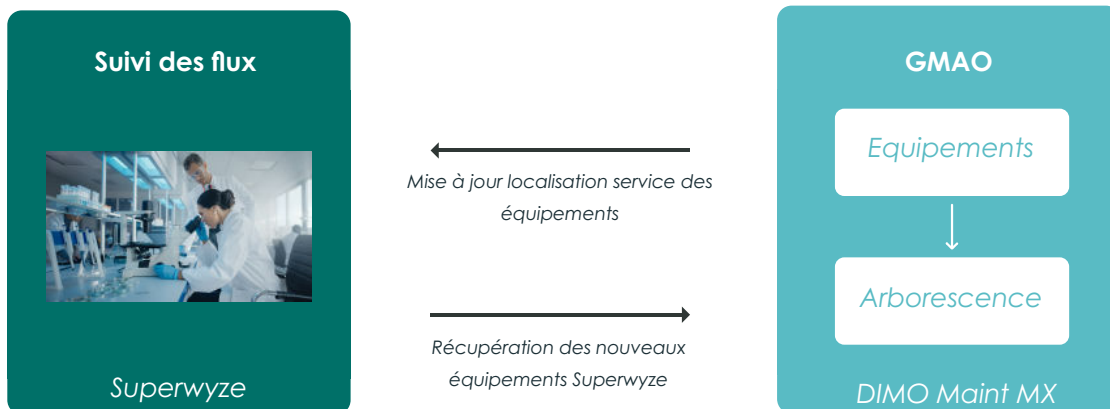 Suivi des flux
Superwyze
Mise à jour localisation service des
équipements
Récupération des nouveaux
équipements Superwyze
GMAO
Equipements
Arborescence
DIMO Maint MX